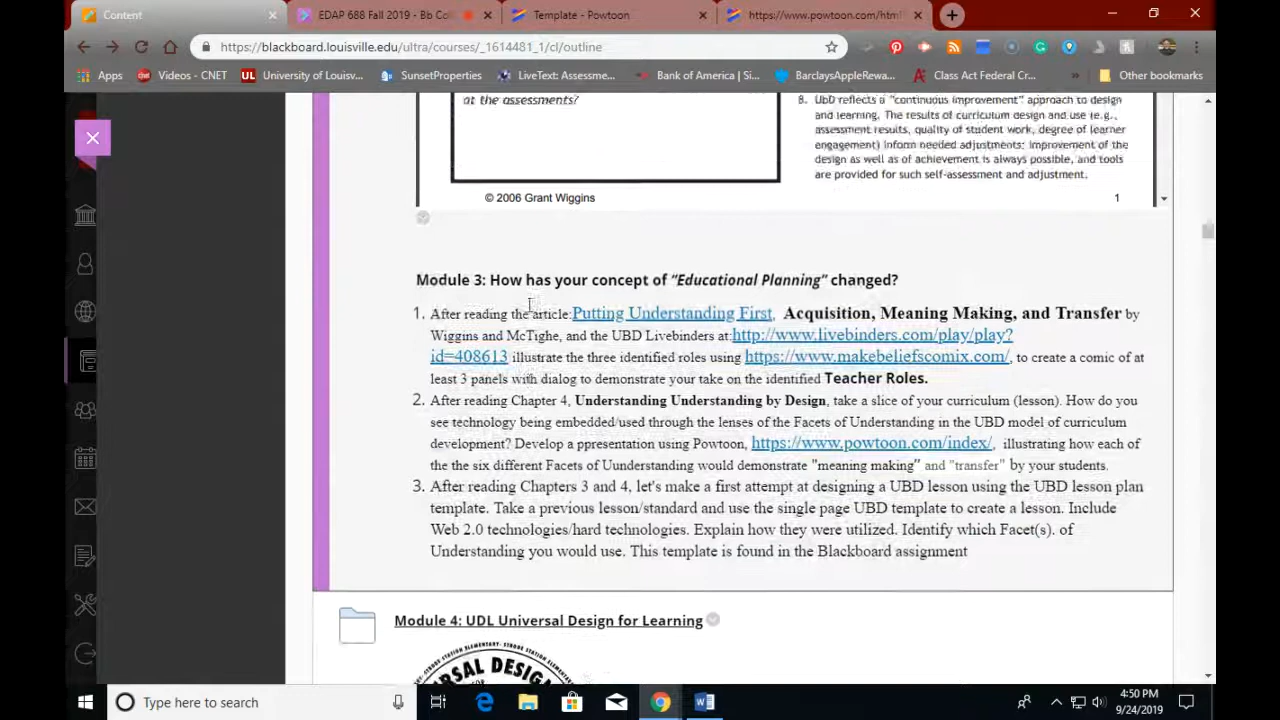 Content
EDAP 688 Fall 2019 - Bb Co
Template - Powtoon
https://www.powtoon.com/html
https://blackboard.louisville.edu/ultra/courses/_1614481_1/cl/outline
Apps
Videos - CNET
University of Louisv...
SunsetProperties
LiveText: Assessme...
Bank of America | Si...
BarclaysAppleRewa...
Class Act Federal Cr...
Other bookmarks
at the assessments?
8. UbD reflects a "continuous improvement" approach to design
and learning. The results of curriculum design and use (e.g.,
assessment results, quality of student work, degree of learner
engagement) inform needed adjustments: improvement of the
design as well as of achievement is always possible, and tools
are provided for such self-assessment and adjustment.
© 2006 Grant Wiggins
1
Module 3: How has your concept of "Educational Planning" changed?
1. After reading the article:Putting Understanding First, Acquisition, Meaning Making, and Transfer by
Wiggins and McTighe, and the UBD Livebinders at:http://www.livebinders.com/play/play?
id=408613 illustrate the three identified roles using https://www.makebeliefscomix.com/, to create a comic of at
least 3 panels with dialog to demonstrate your take on the identified Teacher Roles.
2. After reading Chapter 4, Understanding Understanding by Design, take a slice of your curriculum (lesson). How do you
see technology being embedded/used through the lenses of the Facets of Understanding in the UBD model of curriculum
development? Develop a ppresentation using Powtoon, https://www.powtoon.com/index/, illustrating how each of
the the six different Facets of Uunderstanding would demonstrate "meaning making" and "transfer" by your students.
3. After reading Chapters 3 and 4, let's make a first attempt at designing a UBD lesson using the UBD lesson plan
template. Take a previous lesson/standard and use the single page UBD template to create a lesson. Include
Web 2.0 technologies/hard technologies. Explain how they were utilized. Identify which Facet(s). of
Understanding you would use. This template is found in the Blackboard assignment
Module 4: UDL Universal Design for Learning
STROBE STATION ELEMENTARY
Type here to search
4:50 PM
9/24/2019